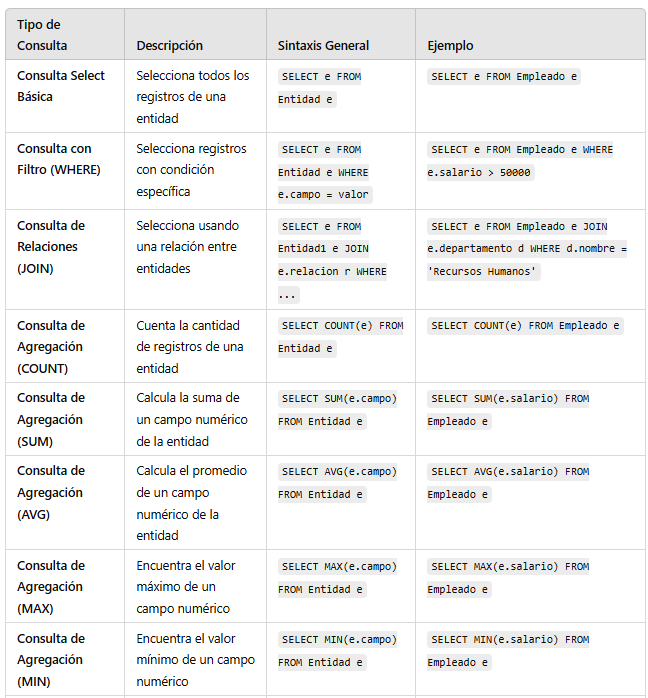 Tipo de
Consulta
Descripción
Sintaxis General
Ejemplo
Consulta Select
Básica
Selecciona todos los
registros de una
entidad
SELECT e FROM
Entidad e
SELECT e FROM Empleado e
Consulta con
Filtro (WHERE)
Selecciona registros
con condición
específica
SELECT e FROM
Entidad e WHERE
e.campo = valor
SELECT e FROM Empleado e WHERE
e.salario > 50000
Consulta de
Relaciones
(JOIN)
Selecciona usando
una relación entre
entidades
SELECT e FROM
Entidad1 e JOIN
e.relacion r WHERE
...
SELECT e FROM Empleado e JOIN
e.departamento d WHERE d.nombre =
'Recursos Humanos'
Consulta de
Agregación
(COUNT)
Cuenta la cantidad
de registros de una
entidad
SELECT COUNT(e) FROM
Entidad e
SELECT COUNT(e) FROM Empleado e
Consulta de
Agregación
(SUM)
Calcula la suma de
un campo numérico
de la entidad
SELECT SUM(e.campo)
FROM Entidad e
SELECT SUM(e.salario) FROM
Empleado e
Consulta de
Agregación
(AVG)
Calcula el promedio
de un campo
numérico de la
entidad
SELECT AVG(e.campo)
FROM Entidad e
SELECT AVG(e.salario) FROM
Empleado e
Consulta de
Agregación
(MAX)
Encuentra el valor
máximo de un
campo numérico
SELECT MAX(e.campo)
FROM Entidad e
SELECT MAX(e.salario) FROM
Empleado e
Consulta de
Agregación
(MIN)
Encuentra el valor
mínimo de un campo
numérico
SELECT MIN(e.campo)
FROM Entidad e
SELECT MIN(e.salario) FROM
Empleado e